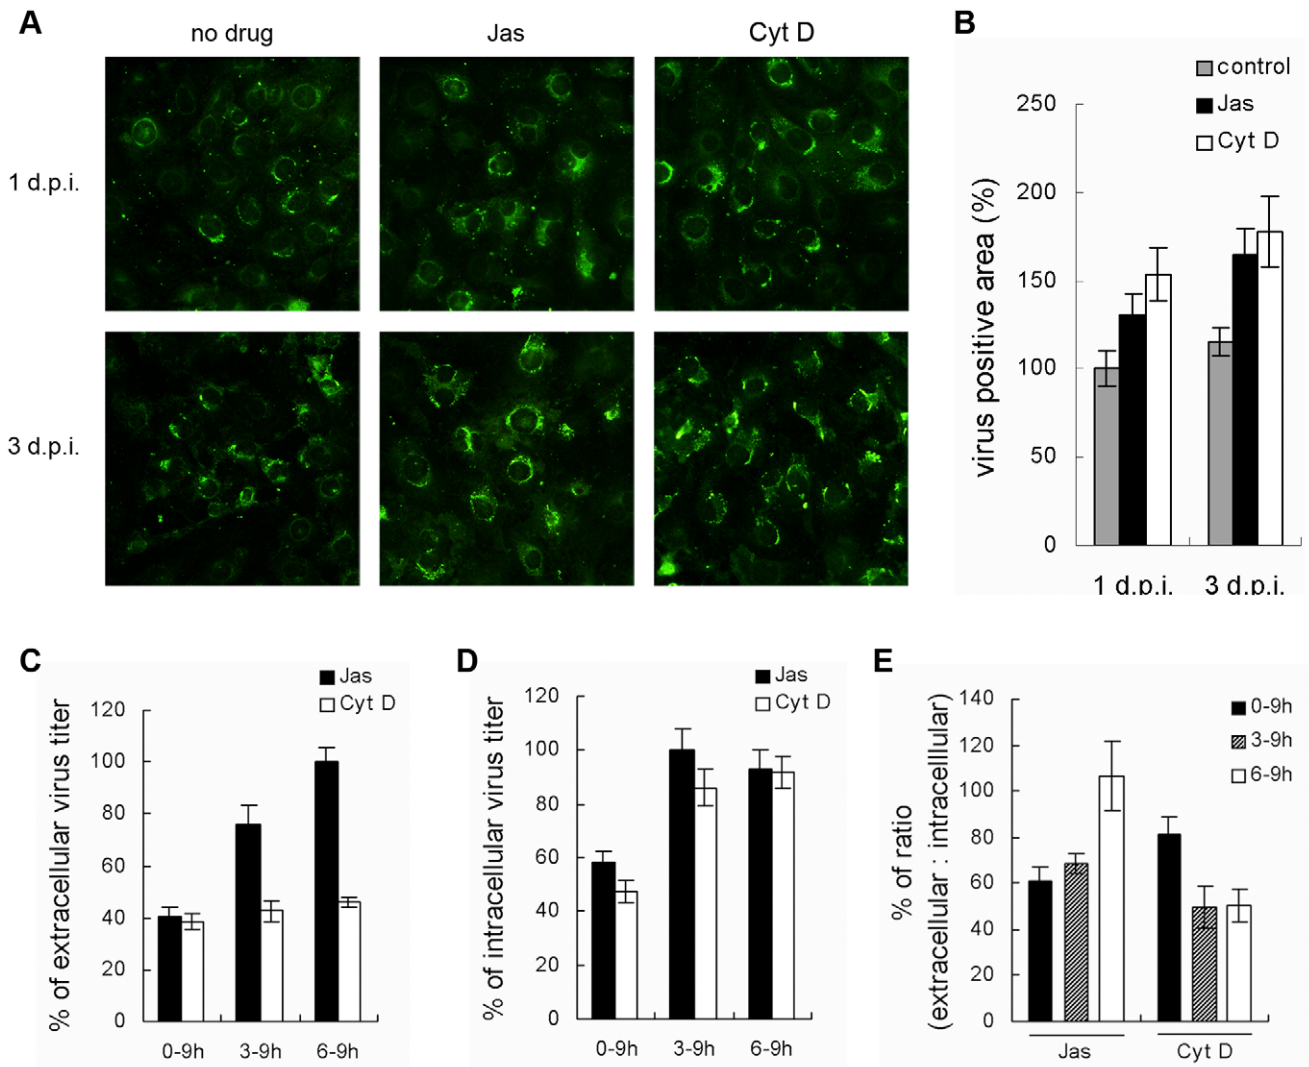 A
no drug
Jas
Cyt D
1 d.p.i.
3 d.p.i.
B
control
Jas
Cyt D
virus positive area (%)
250
200
150
100
50
0
1 d.p.i.
3 d.p.i.
C
Jas
Cyt D
% of extracellular virus titer
120
100
80
60
40
20
0
0-9h
3-9h
6-9h
D
Jas
Cyt D
% of intracellular virus titer
120
100
80
60
40
20
0
0-9h
3-9h
6-9h
E
0-9h
3-9h
6-9h
% of ratio
(extracellular : intracelllular)
140
120
100
80
60
40
20
0
Jas
Cyt D